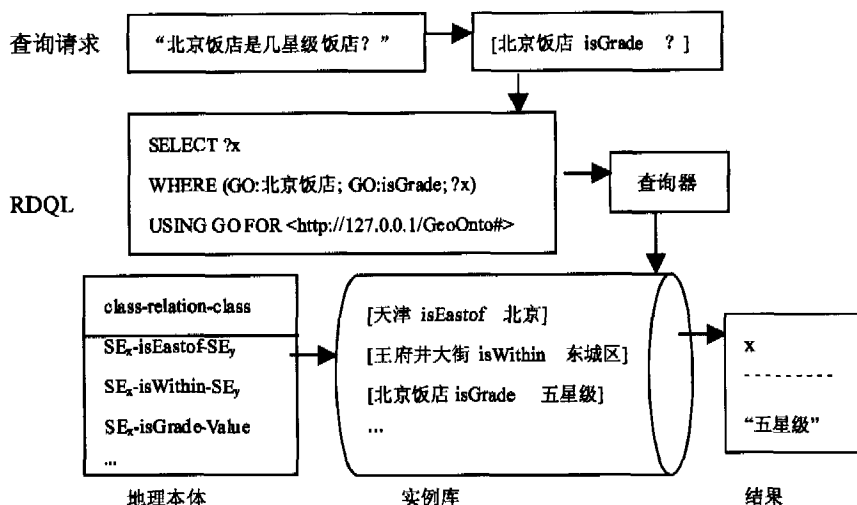 查询请求
“北京饭店是几星级饭店？”
[北京饭店 isGrade ？]
RDQL
SELECT ?x
WHERE (GO:北京饭店; GO:isGrade; ?x)
USING GO FOR <http://127.0.0.1/GeoOnto#>
查询器
class-relation-class
SEx-isEastof-SEy
SEx-isWithin-SEy
SEx-isGrade-Value
...
地理本体
[天津 isEastof 北京]
[王府井大街 isWithin 东城区]
[北京饭店 isGrade 五星级]
...
实例库
x
---------
“五星级”
结果